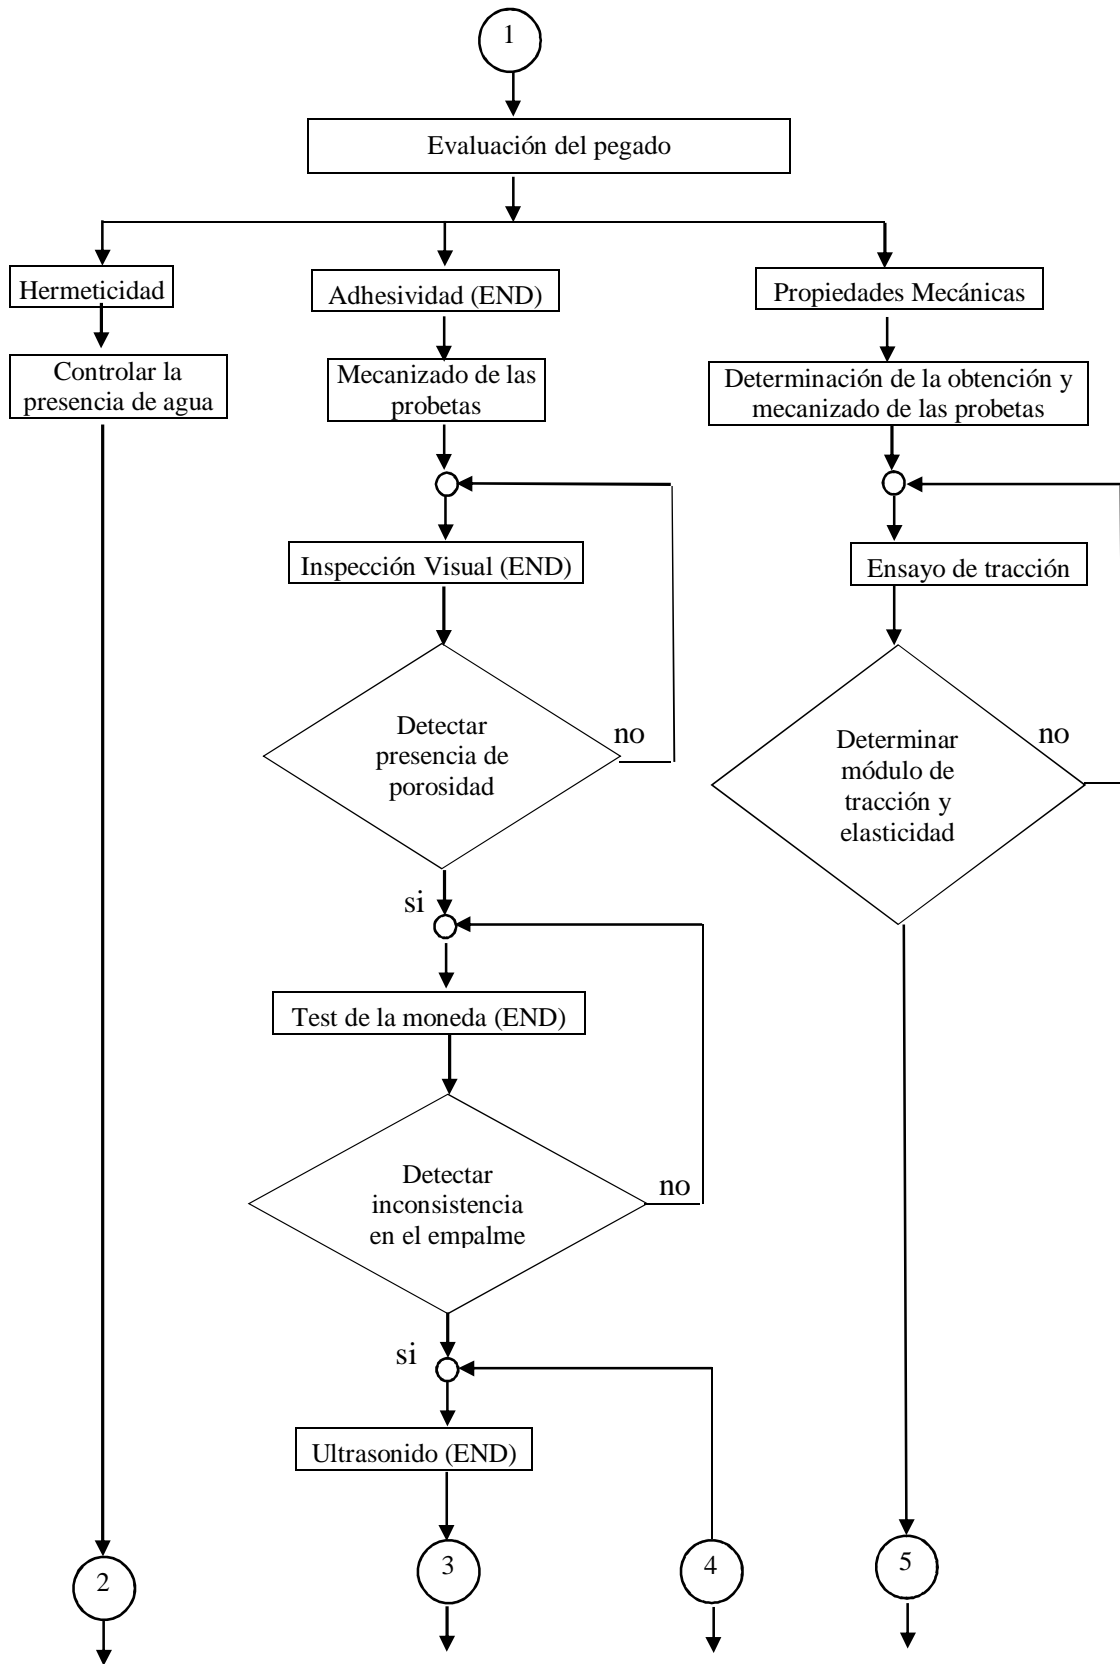 1
Evaluación del pegado
Hermeticidad
Adhesividad (END)
Propiedades Mecánicas
Controlar la
presencia de agua
Mecanizado de las
probetas
Determinación de la obtención y
mecanizado de las probetas
Inspección Visual (END)
Ensayo de tracción
Detectar
presencia de
porosidad
no
Determinar
módulo de
tracción y
elasticidad
no
si
Test de la moneda (END)
Detectar
inconsistencia
en el empalme
no
si
Ultrasonido (END)
2
3
4
5